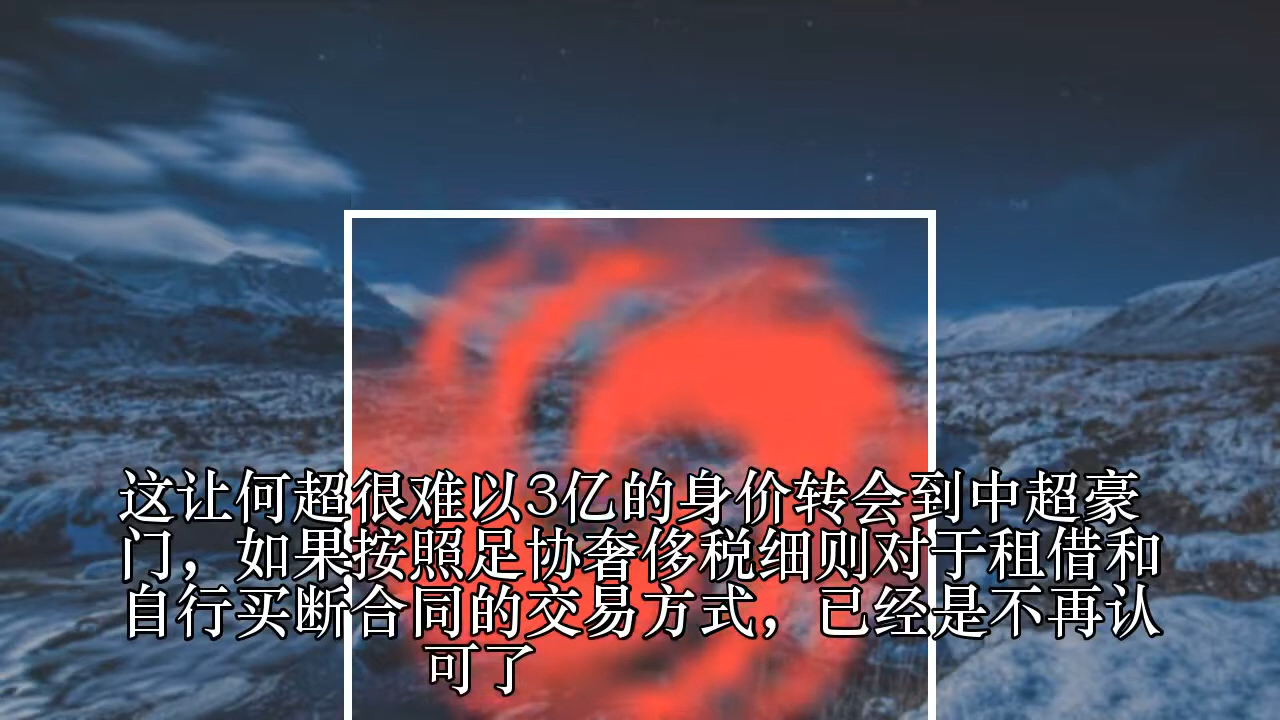 这让何超很难以3亿的身价转会到中超豪
门，如果按照足协奢侈税细则对于租借和
自行买断合同的交易方式，已经是不再认
可了